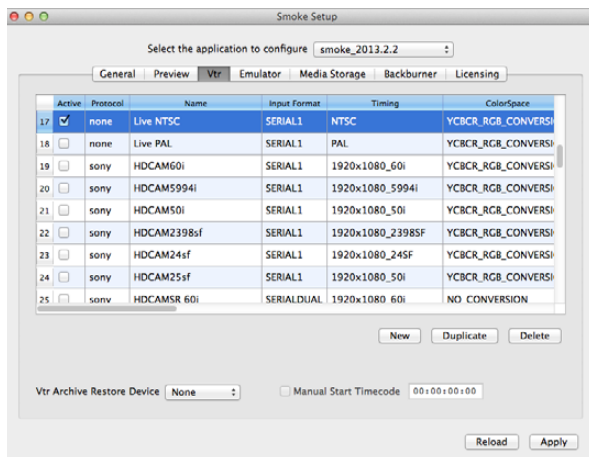 Smoke Setup
Select the application to configure smoke_2013.2.2
General Preview Vtr Emulator Media Storage Backburner Licensing
Active Protocol Name Input Format Timing ColorSpace
17 none Live NTSC SERIAL1 NTSC YCBCR_RGB_CONVERSI
18 none Live PAL SERIAL1 PAL YCBCR_RGB_CONVERSI
19 sony HDCAM60i SERIAL1 1920x1080_60i YCBCR_RGB_CONVERSI
20 sony HDCAM5994i SERIAL1 1920x1080_5994i YCBCR_RGB_CONVERSI
21 sony HDCAM50i SERIAL1 1920x1080_50i YCBCR_RGB_CONVERSI
22 sony HDCAM2398sf SERIAL1 1920x1080_2398SF YCBCR_RGB_CONVERSI
23 sony HDCAM24sf SERIAL1 1920x1080_24SF YCBCR_RGB_CONVERSI
24 sony HDCAM25sf SERIAL1 1920x1080_50i YCBCR_RGB_CONVERSI
25 sony HDCAMSR 60i SERIALDUAL 1920x1080 60i NO CONVERSION
New Duplicate Delete
Vtr Archive Restore Device None Manual Start Timecode 00:00:00:00
Reload Apply